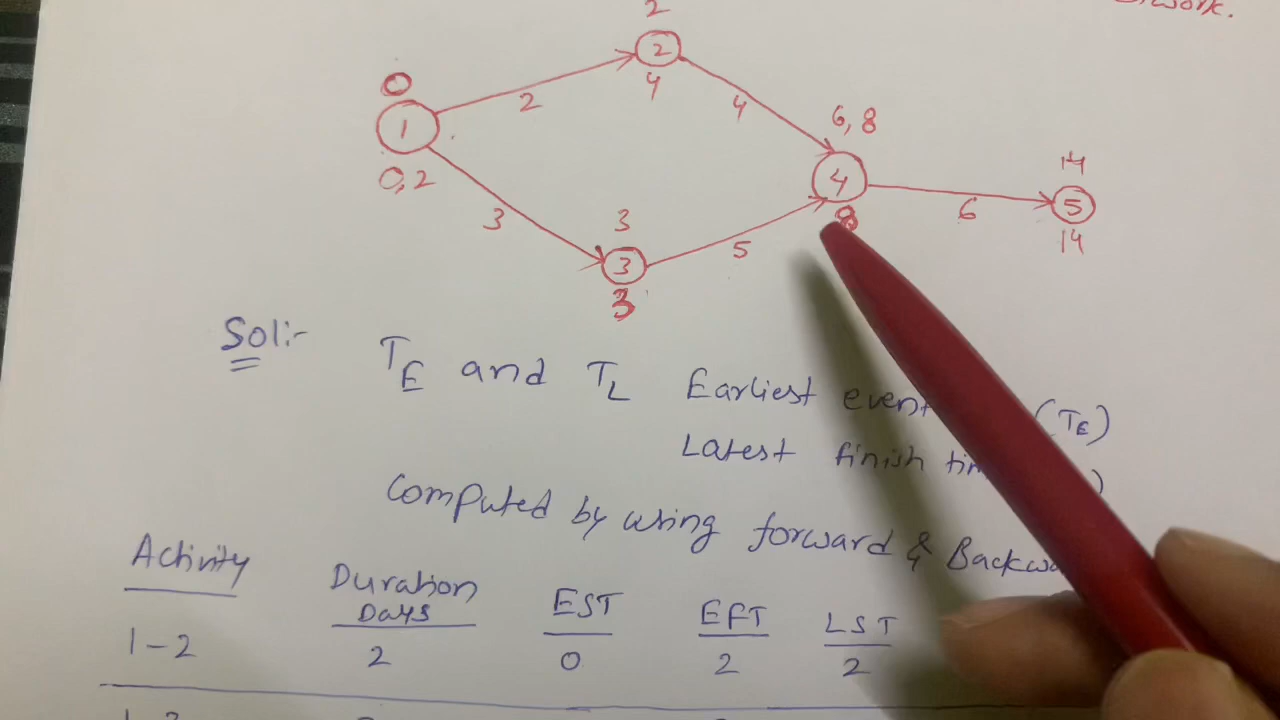 work.
2
2
4
0
1
0,2
2
4
6,8
4
8
14
5
14
6
3
3
3
3
5
Sol:-
TE and TL Earliest event (TE)
Latest finish )
Computed by using forward &
Activity Duration Days EST EFT LST
1-2 2 0 2 2